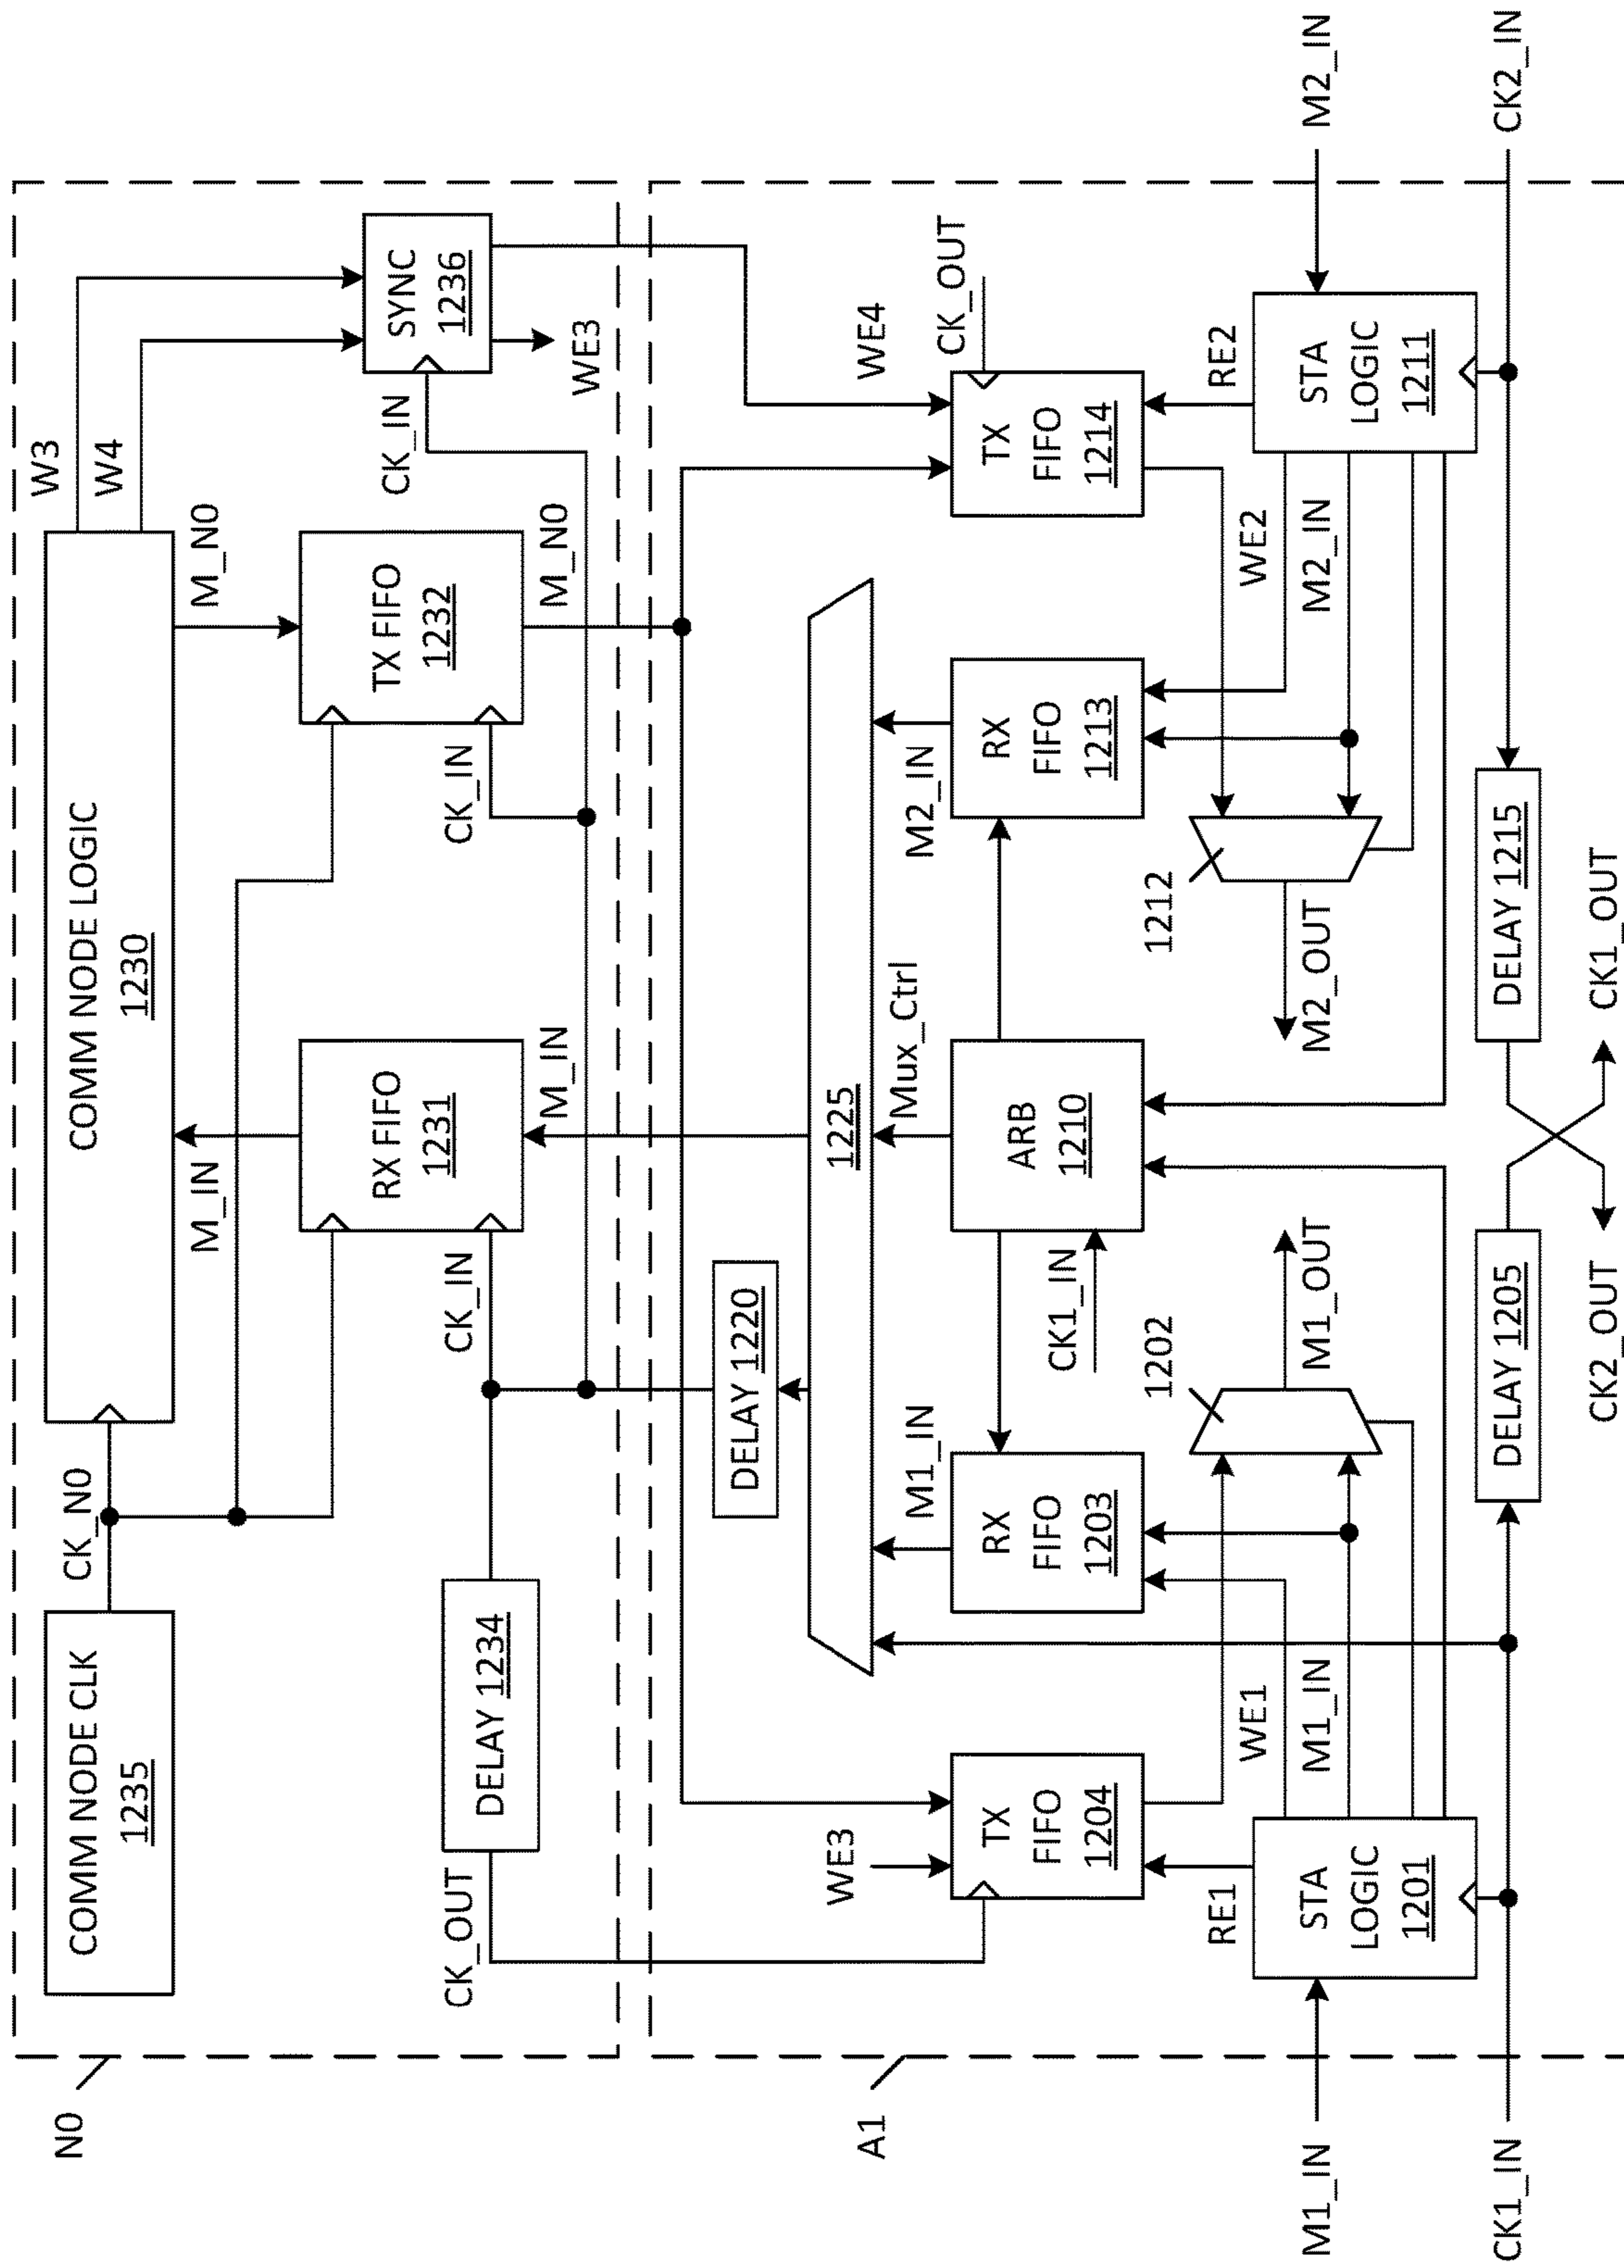 N0
COMM NODE CLK
1235
CK_N0
COMM NODE LOGIC
1230
W3
W4
M_IN
M_N0
RX FIFO
1231
TX FIFO
1232
SYNC
1236
CK_IN
CK_IN
CK_IN
WE3
DELAY 1234
CK_OUT
M_IN
M_N0
A1
DELAY 1220
1225
WE3
TX
FIFO
1204
M1_IN
RX
FIFO
1203
Mux_Ctrl
ARB
1210
CK1_IN
M2_IN
RX
FIFO
1213
WE4
CK_OUT
TX
FIFO
1214
RE1
WE1
M1_IN
1202
M1_OUT
1212
M2_OUT
WE2
M2_IN
RE2
M1_IN
STA
LOGIC
1201
STA
LOGIC
1211
M2_IN
CK1_IN
DELAY 1205
DELAY 1215
CK2_IN
CK2_OUT
CK1_OUT